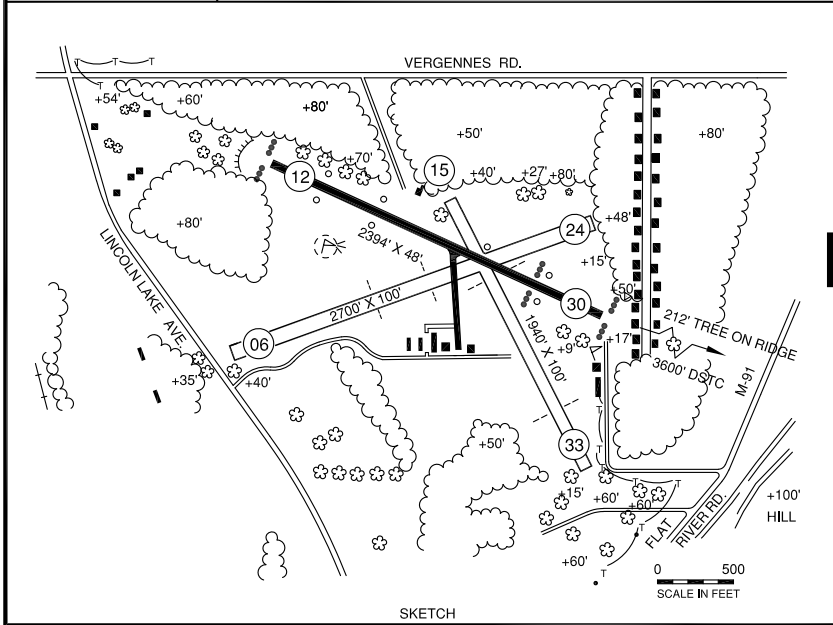 VERGENNES RD.
+54'
+60'
+80'
+50'
+80'
+70'
15
+40'
+27'
+80'
12
+80'
24
+48'
2394' X 48'
+15'
LINCOLN LAKE AVE
+50'
2700' X 100'
30
212' TREE ON RIDGE
06
1940' X 100'
+9'
+17'
3600' DSTC
M-91
+35'
+40'
+50'
33
+15'
+60'
+60'
+100'
HILL
FLAT
RIVER RD.
+60'
0 500
SCALE IN FEET
SKETCH
T T T
T
T
T T
T
T